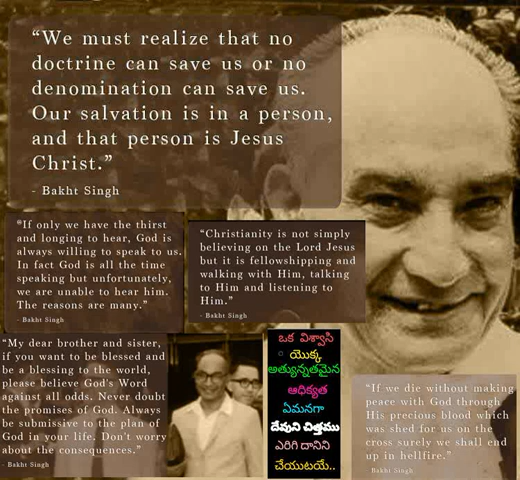 “We must realize that no
doctrine can save us or no
denomination can save us.
Our salvation is in a person,
and that person is Jesus
Christ.”
- Bakht Singh
“If only we have the thirst
and longing to hear, God is
always willing to speak to us.
In fact God is all the time
speaking but unfortunately,
we are unable to hear him.
The reasons are many.”
- Bakht Singh
“Christianity is not simply
believing on the Lord Jesus
but it is fellowshipping and
walking with Him, talking
to Him and listening to
Him.”
- Bakht Singh
“My dear brother and sister,
if you want to be blessed and
be a blessing to the world,
please believe God's Word
against all odds. Never doubt
the promises of God. Always
be submissive to the plan of
God in your life. Don't worry
about the consequences.”
- Bakht Singh
ఒక విశ్వాసి
యొక్క
అత్యున్నతమైన
ఆధిక్యత
ఏమనగా
దేవుని చిత్తము
ఎరిగి దానిని
చేయుటయే..
“If we die without making
peace with God through
His precious blood which
was shed for us on the
cross surely we shall end
up in hellfire.”
- Bakht Singh